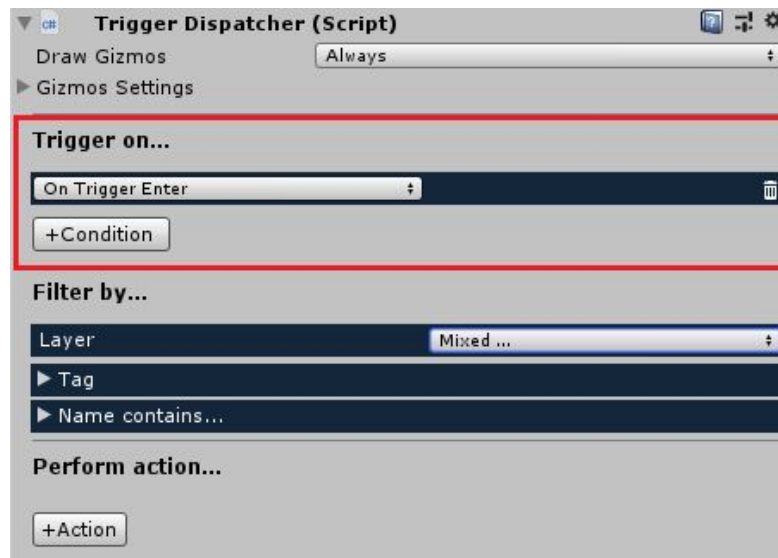 c# Trigger Dispatcher (Script)
Draw Gizmos Always
Gizmos Settings
Trigger on...
On Trigger Enter
+Condition
Filter by...
Layer Mixed ...
Tag
Name contains...
Perform action...
+Action